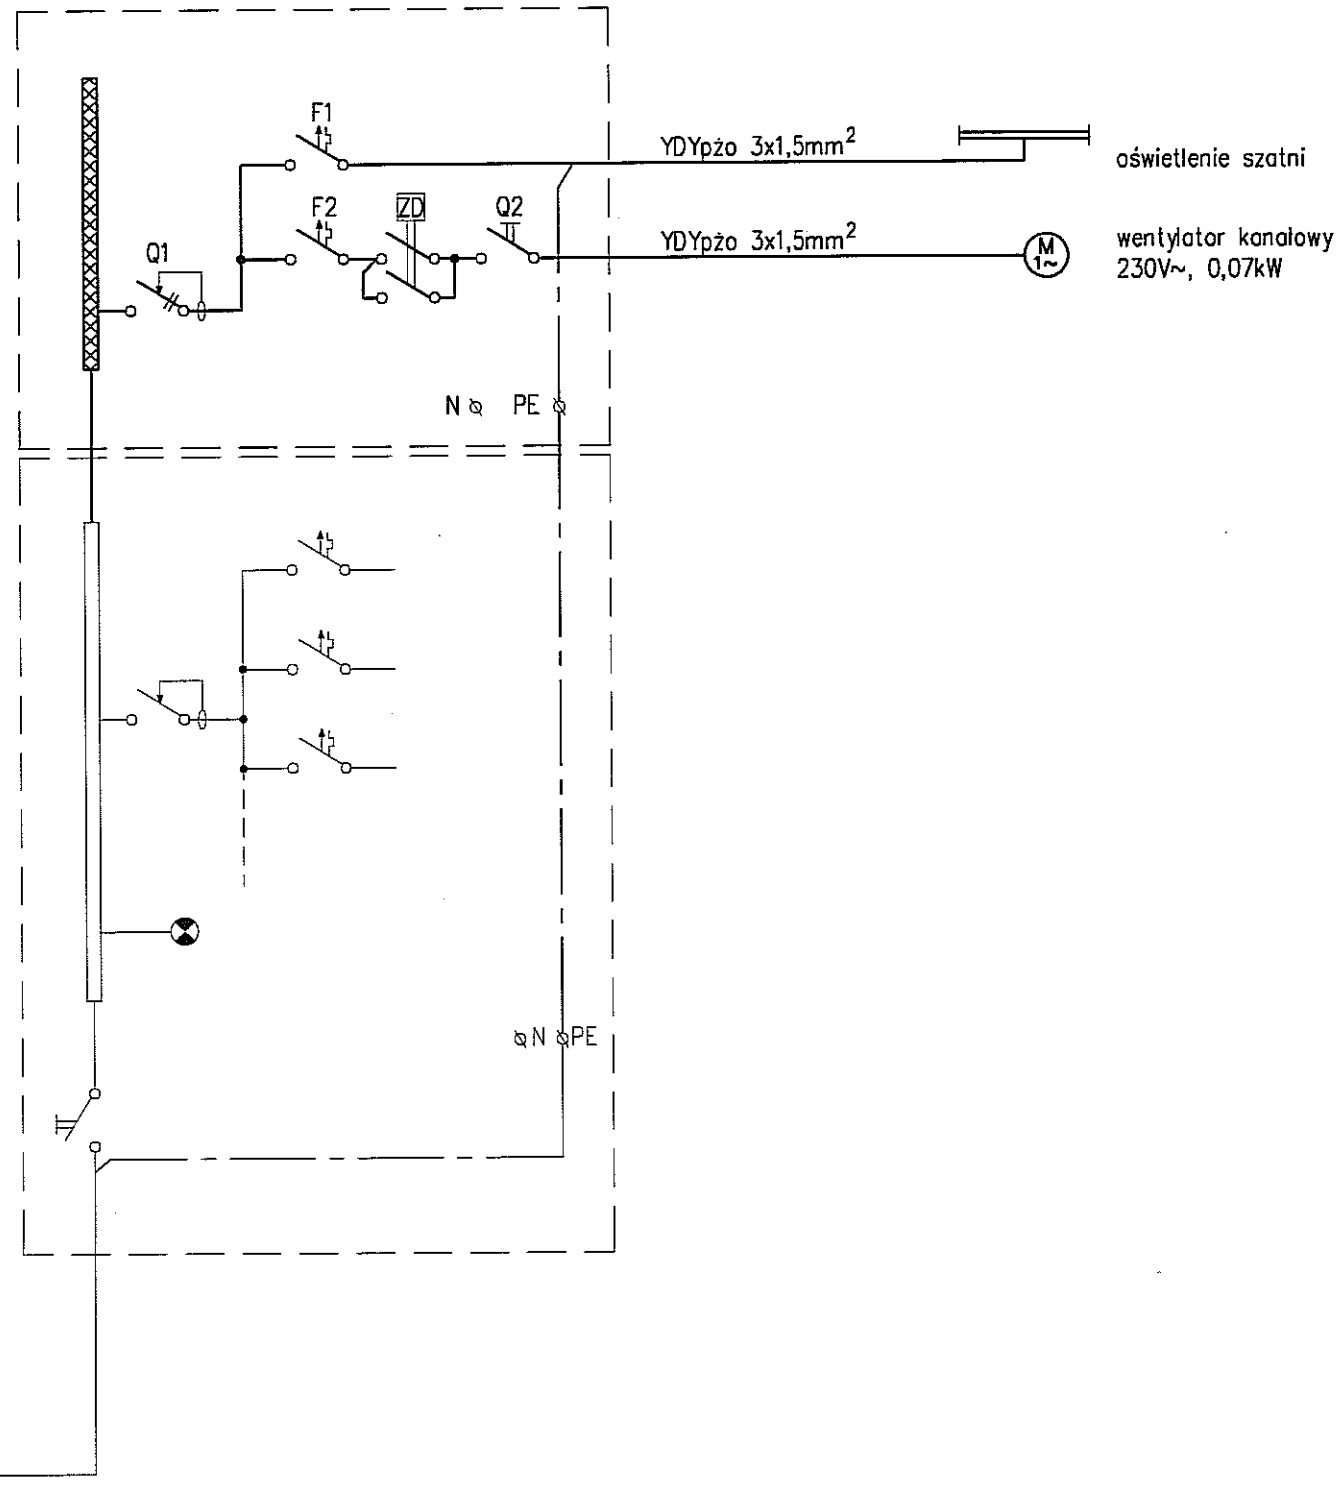 F1
YDYpżo 3x1,5mm²
oświetlenie szatni
F2
ZD
Q2
YDYpżo 3x1,5mm²
M
1~
wentylator kanałowy
230V~, 0,07kW
Q1
N
PE
N
PE